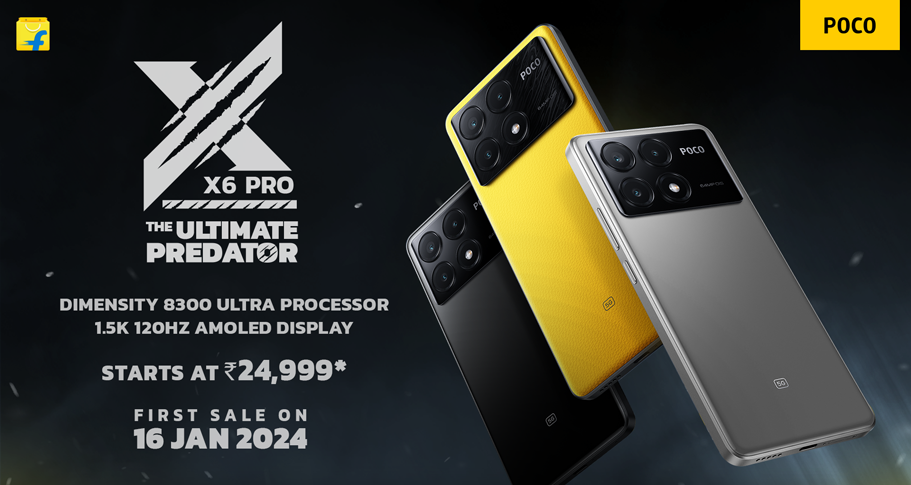 POCO
X6 PRO
THE ULTIMATE
PREDATOR
DIMENSITY 8300 ULTRA PROCESSOR
1.5K 120HZ AMOLED DISPLAY
STARTS AT ₹24,999*
FIRST SALE ON
16 JAN 2024
POCO
5G
POCO
5G
5G